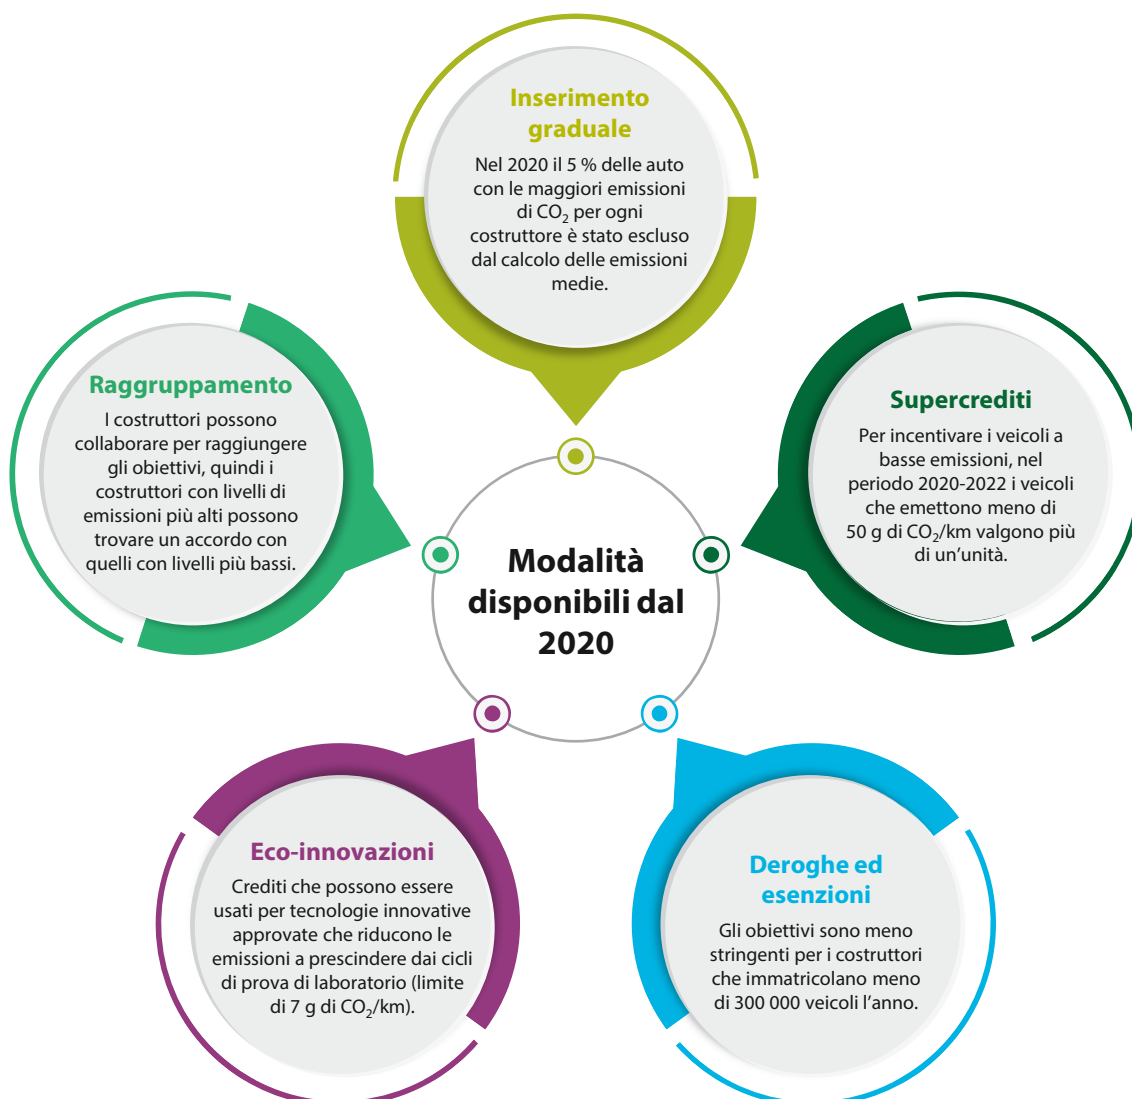 Inserimento
graduale
Nel 2020 il 5 % delle auto
con le maggiori emissioni
di CO₂ per ogni
costruttore è stato escluso
dal calcolo delle emissioni
medie.
Raggruppamento
I costruttori possono
collaborare per raggiungere
gli obiettivi, quindi i
costruttori con livelli di
emissioni più alti possono
trovare un accordo con
quelli con livelli più bassi.
Supercrediti
Per incentivare i veicoli a
basse emissioni, nel
periodo 2020-2022 i veicoli
che emettono meno di
50 g di CO₂/km valgono più
di un’unità.
Modalità
disponibili dal
2020
Eco-innovazioni
Crediti che possono essere
usati per tecnologie innovative
approvate che riducono le
emissioni a prescindere dai cicli
di prova di laboratorio (limite
di 7 g di CO₂/km).
Deroghe ed
esenzioni
Gli obiettivi sono meno
stringenti per i costruttori
che immatricolano meno
di 300 000 veicoli l’anno.